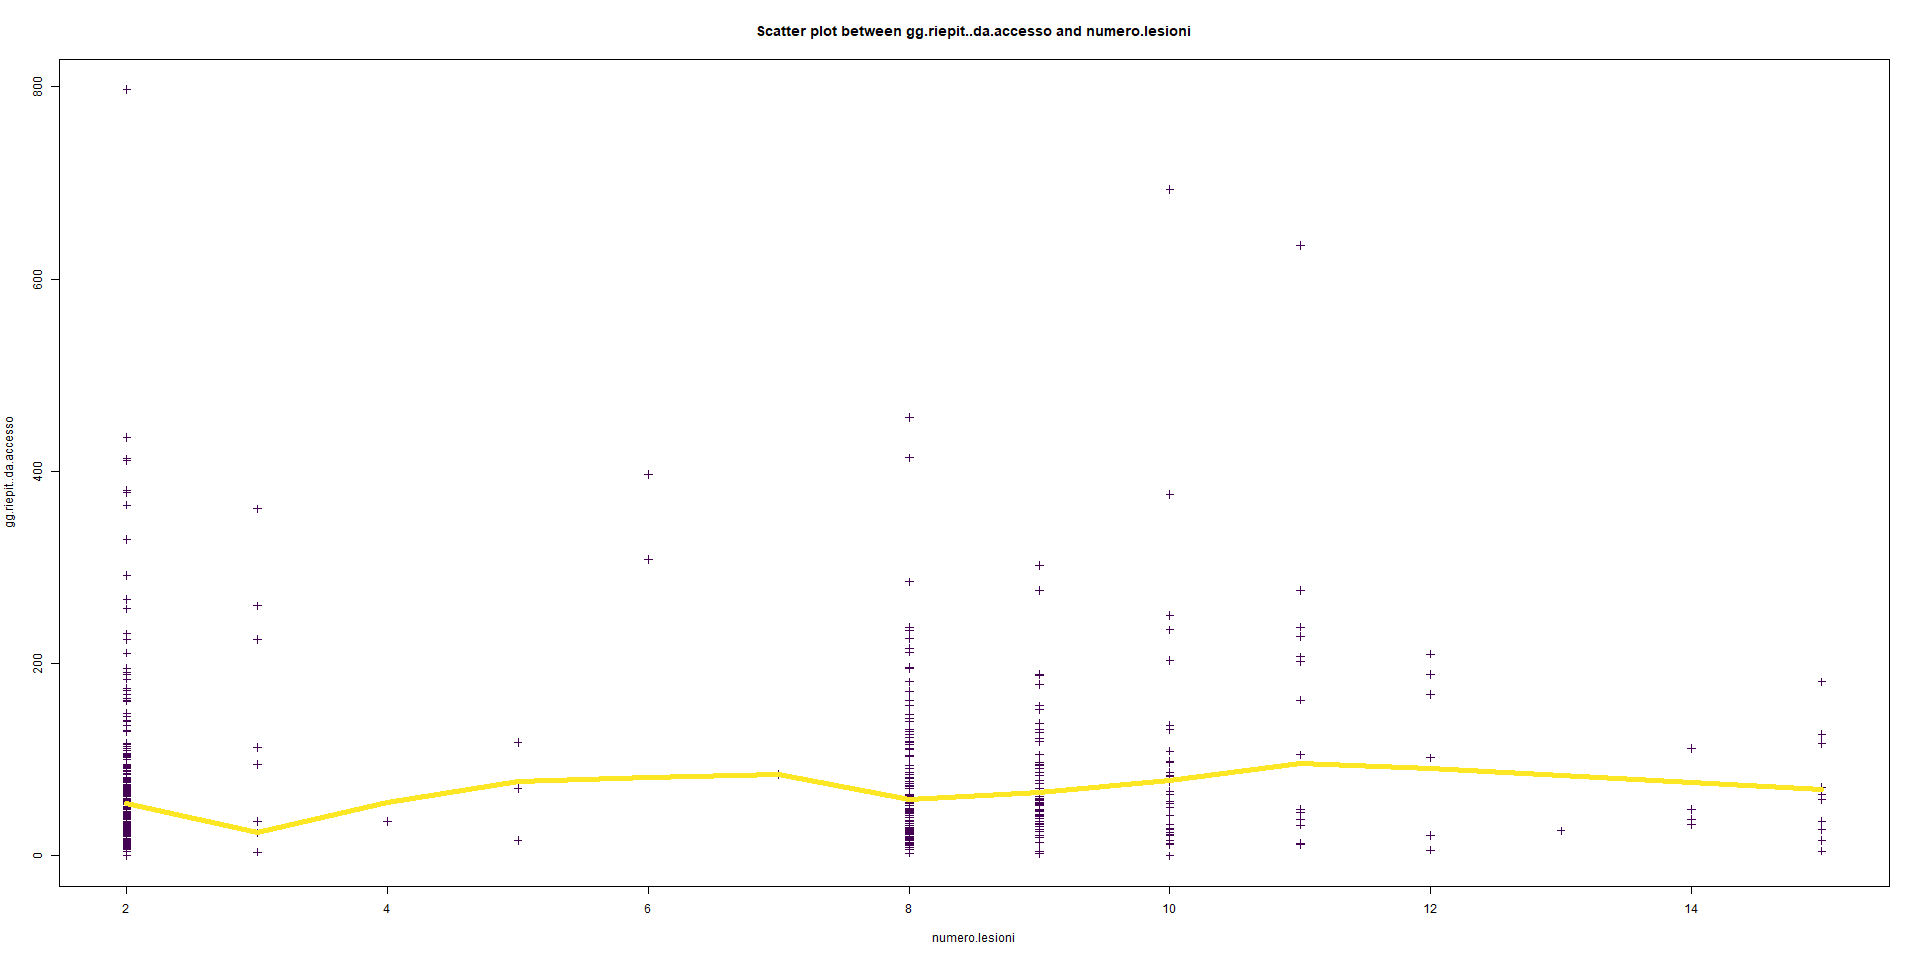 Scatter plot between gg.riepit..da.accesso and numero.lesioni
800
600
400
200
0
gg.riepit..da.accesso
2 4 6 8 10 12 14
numero.lesioni